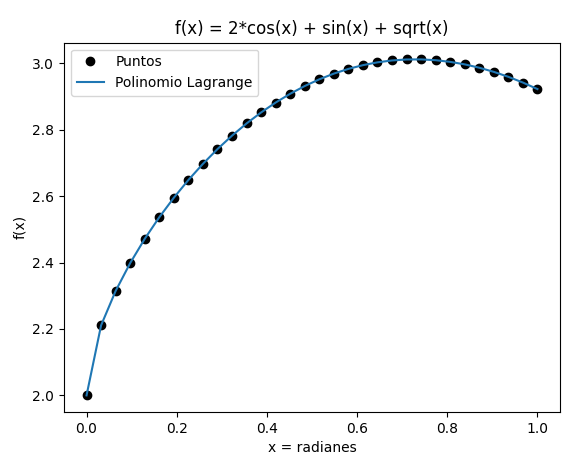 f(x) = 2*cos(x) + sin(x) + sqrt(x)
Puntos
Polinomio Lagrange
3.0
2.8
2.6
2.4
2.2
2.0
f(x)
0.0 0.2 0.4 0.6 0.8 1.0
x = radianes